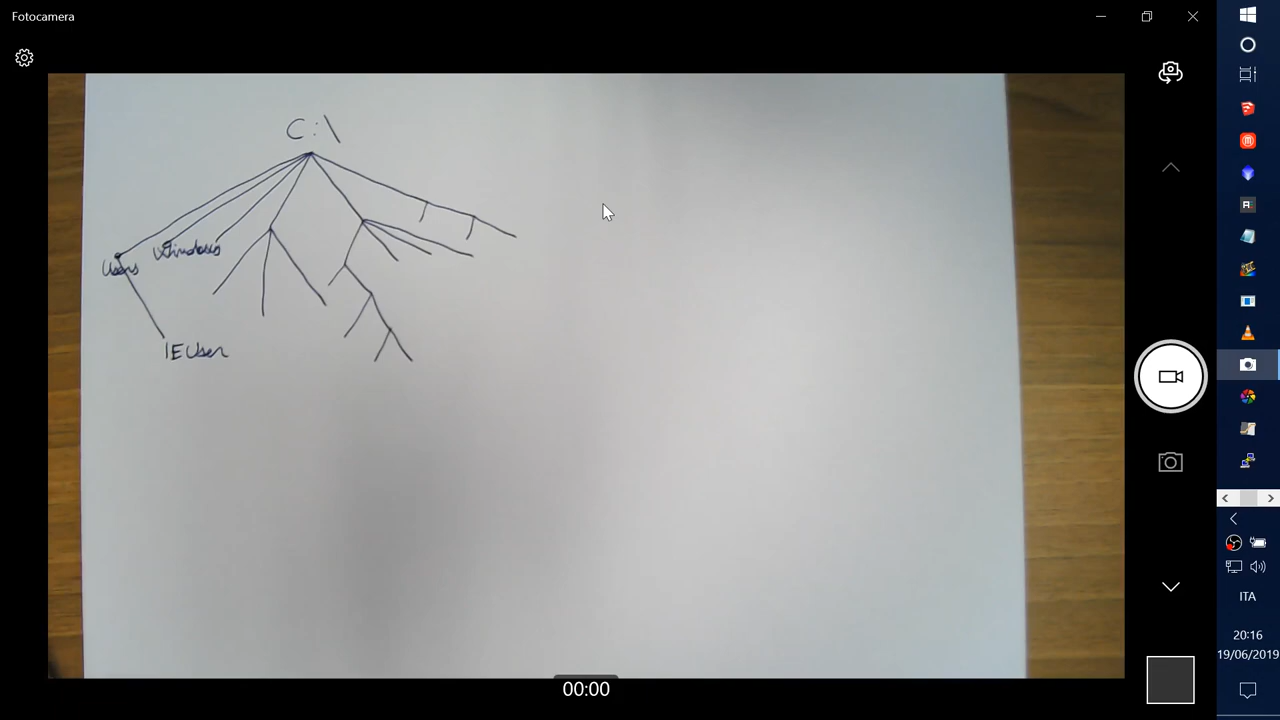 Fotocamera
C:\
Users
Windows
IEUser
00:00
ITA
20:16
19/06/2019